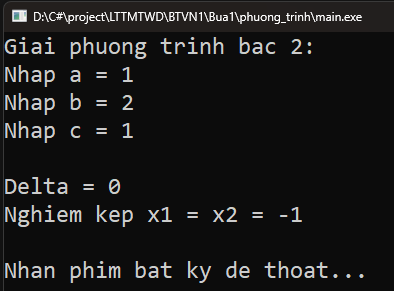 D:\C#\project\LTTMTWD\BTVN1\Bua1\phuong_trinh\main.exe
Giai phuong trinh bac 2:
Nhap a = 1
Nhap b = 2
Nhap c = 1
Delta = 0
Nghiem kep x1 = x2 = -1
Nhan phim bat ky de thoat...